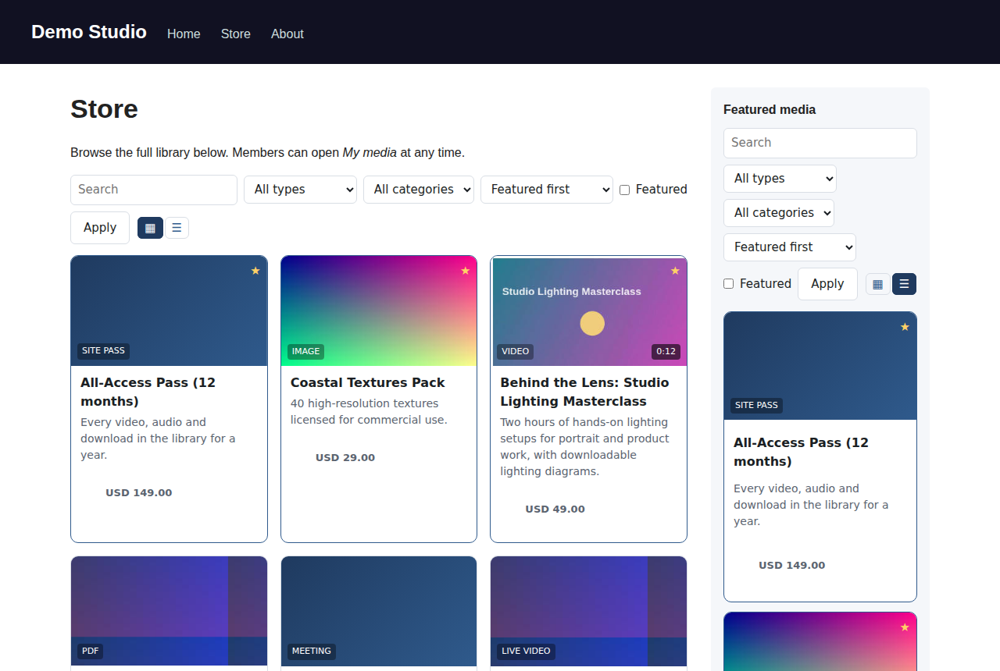 Demo Studio Home Store About
Store
Browse the full library below. Members can open My media at any time.
Search All types All categories Featured first Featured
Apply
SITE PASS
All-Access Pass (12
months)
Every video, audio and
download in the library for a
year.
USD 149.00
IMAGE
Coastal Textures Pack
40 high-resolution textures
licensed for commercial use.
USD 29.00
Studio Lighting Masterclass
VIDEO 0:12
Behind the Lens: Studio
Lighting Masterclass
Two hours of hands-on lighting
setups for portrait and product
work, with downloadable
lighting diagrams.
USD 49.00
PDF
MEETING
LIVE VIDEO
Featured media
Search
All types
All categories
Featured first
Featured Apply
SITE PASS
All-Access Pass (12
months)
Every video, audio and
download in the library for a
year.
USD 149.00